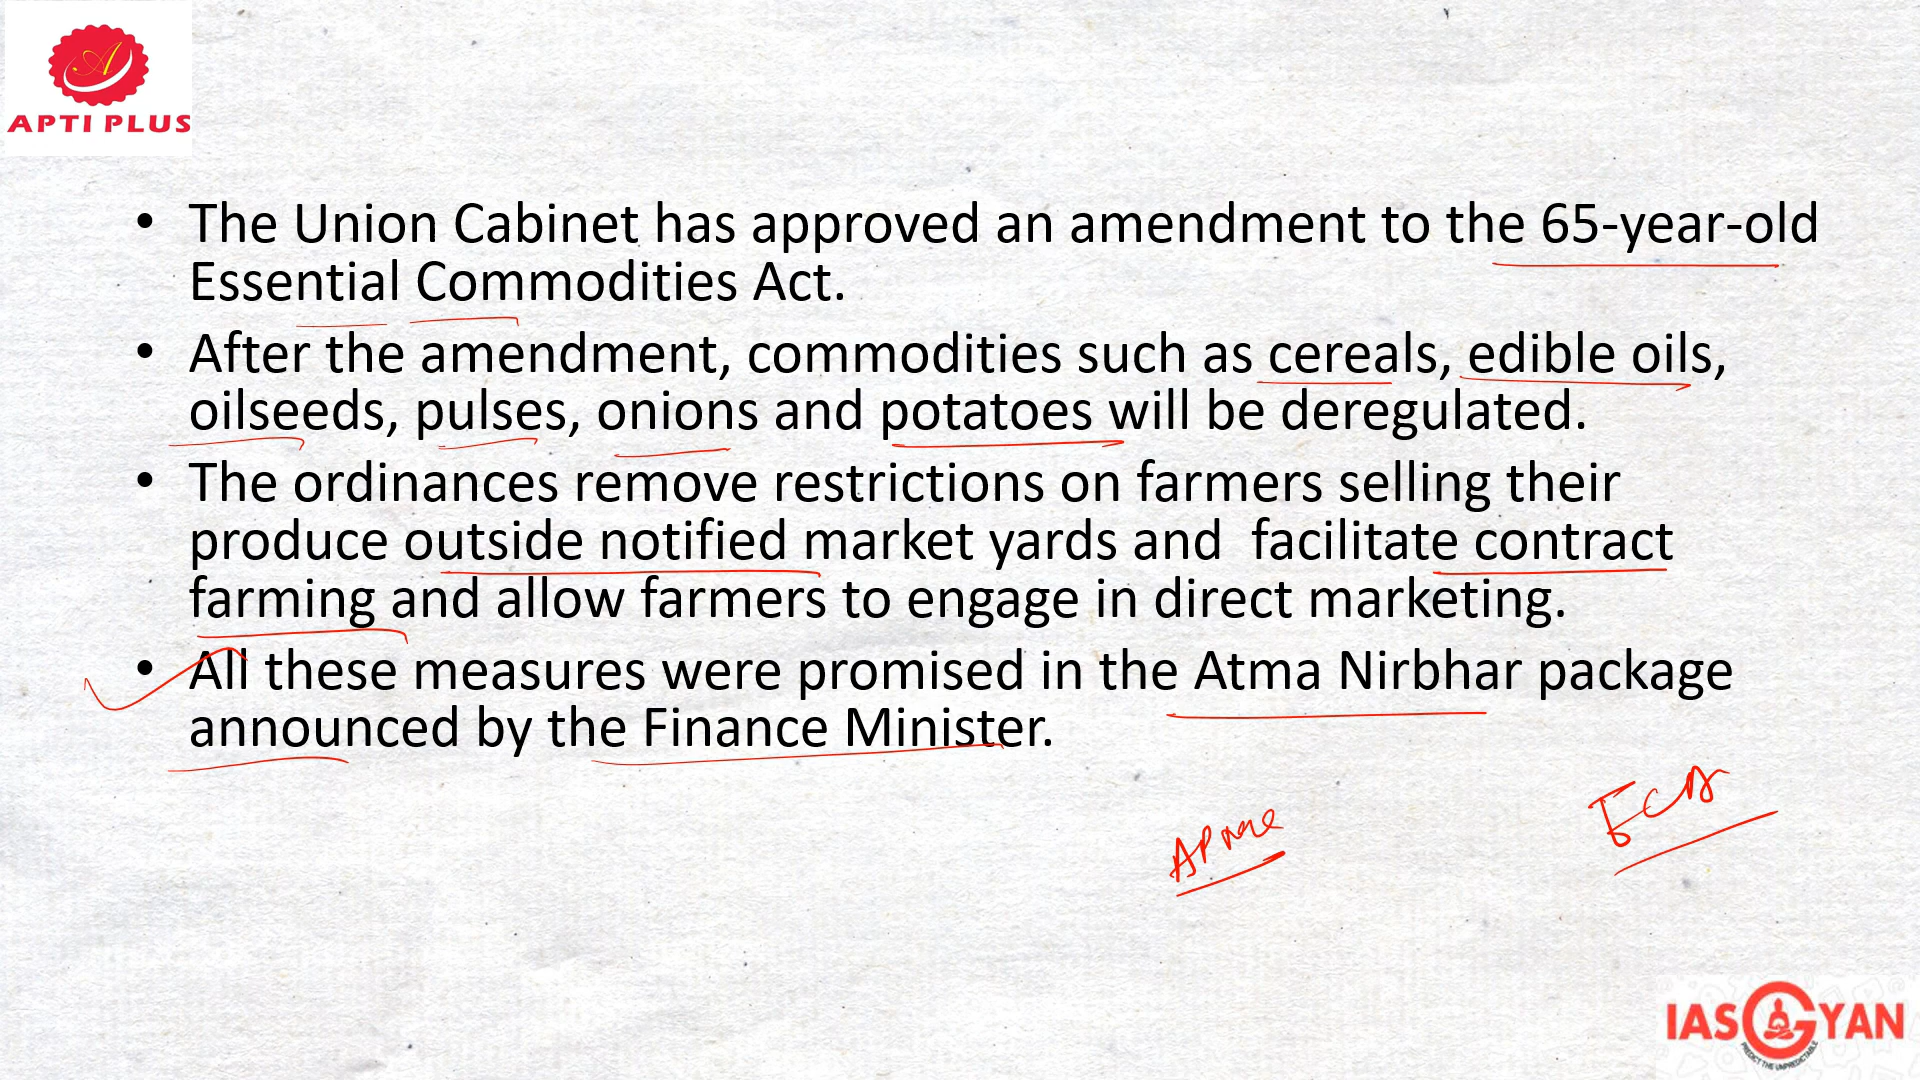 APTI PLUS
• The Union Cabinet has approved an amendment to the 65-year-old
Essential Commodities Act.
• After the amendment, commodities such as cereals, edible oils,
oilseeds, pulses, onions and potatoes will be deregulated.
• The ordinances remove restrictions on farmers selling their
produce outside notified market yards and facilitate contract
farming and allow farmers to engage in direct marketing.
• All these measures were promised in the Atma Nirbhar package
announced by the Finance Minister.
APMC
ECA
IASGYAN
PREDICT THE UNPREDICTABLE